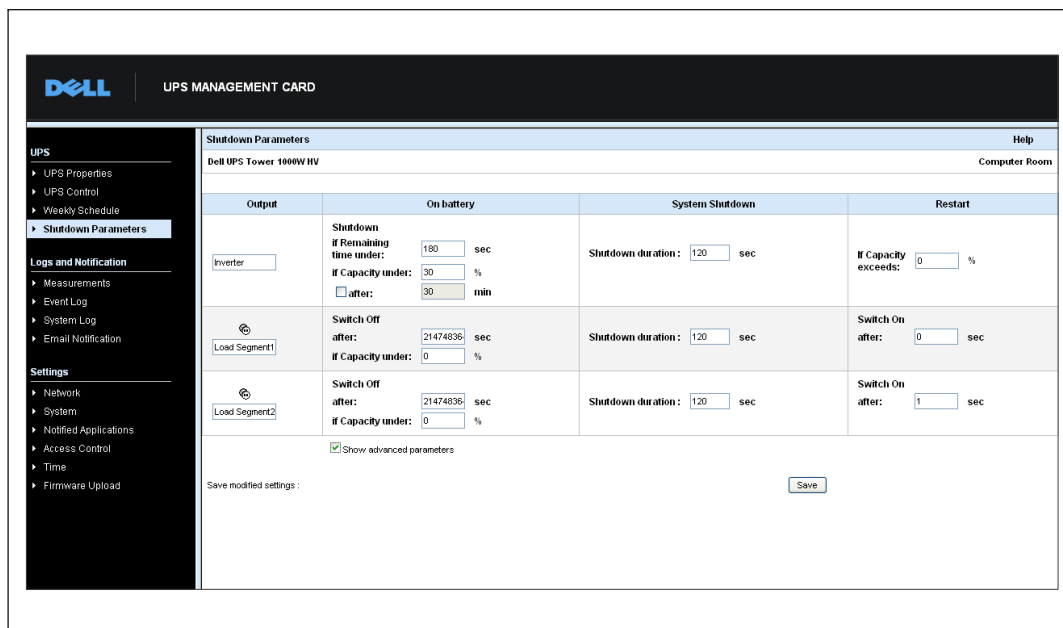 DELL
UPS MANAGEMENT CARD
UPS
UPS Properties
UPS Control
Weekly Schedule
Shutdown Parameters
Logs and Notification
Measurements
Event Log
System Log
Email Notification
Settings
Network
System
Notified Applications
Access Control
Time
Firmware Upload
Shutdown Parameters Help
Dell UPS Tower 1000W HV Computer Room
Output On battery System Shutdown Restart
Inverter
Shutdown
if Remaining
time under: 180 sec
if Capacity under: 30 %
after: 30 min
Shutdown duration : 120 sec
If Capacity
exceeds: 0 %
Load Segment1
Switch Off
after: 21474836 sec
if Capacity under: 0 %
Shutdown duration : 120 sec
Switch On
after: 0 sec
Load Segment2
Switch Off
after: 21474836 sec
if Capacity under: 0 %
Shutdown duration : 120 sec
Switch On
after: 1 sec
Show advanced parameters
Save modified settings : Save